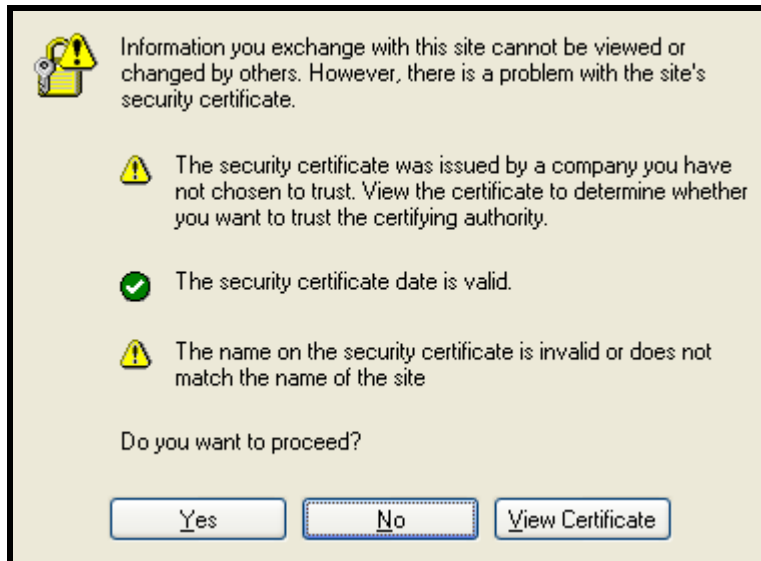 Information you exchange with this site cannot be viewed or
changed by others. However, there is a problem with the site's
security certificate.
The security certificate was issued by a company you have
not chosen to trust. View the certificate to determine whether
you want to trust the certifying authority.
The security certificate date is valid.
The name on the security certificate is invalid or does not
match the name of the site
Do you want to proceed?
Yes No View Certificate